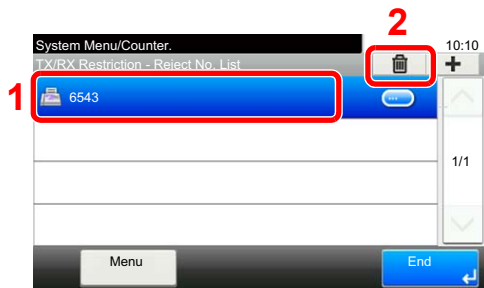 2
System Menu/Counter.
10:10
TX/RX Restriction - Reject No. List
1
6543
1/1
Menu
End